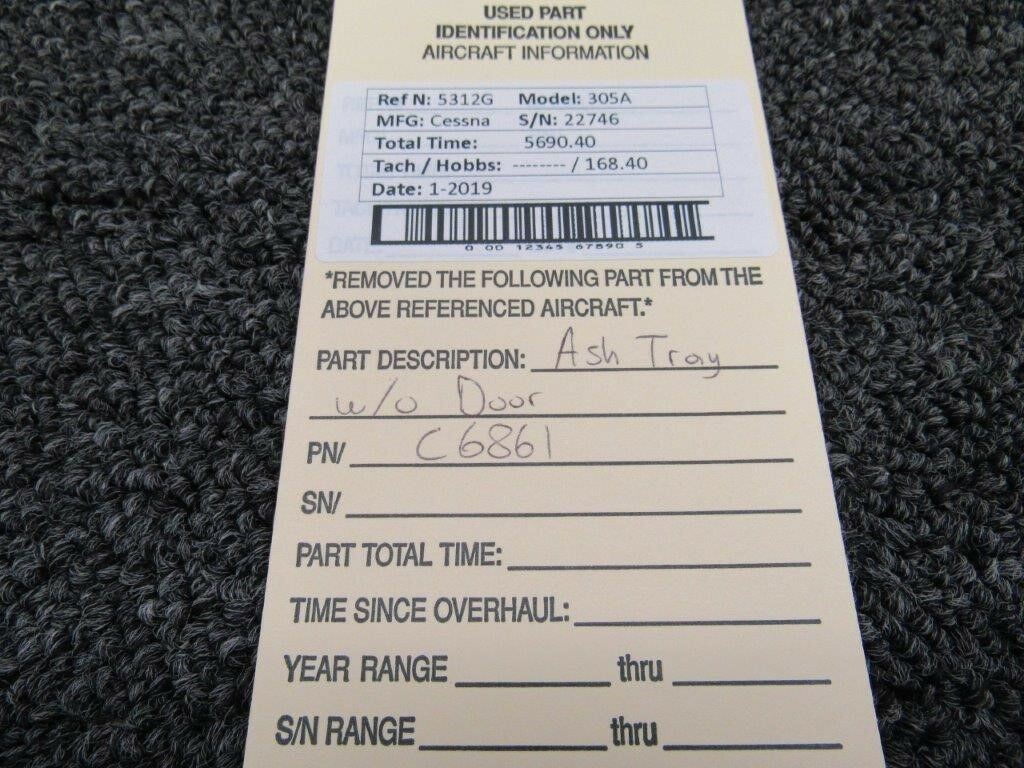 USED PART
IDENTIFICATION ONLY
AIRCRAFT INFORMATION
Ref N: 5312G Model: 305A
MFG: Cessna S/N: 22746
Total Time: 5690.40
Tach / Hobbs: -------- / 168.40
Date: 1-2019
0 00 12345 67890 5
*REMOVED THE FOLLOWING PART FROM THE
ABOVE REFERENCED AIRCRAFT.*
PART DESCRIPTION: Ash Tray
w/o Door
PN/ C6861
SN/
PART TOTAL TIME:
TIME SINCE OVERHAUL:
YEAR RANGE thru
S/N RANGE thru